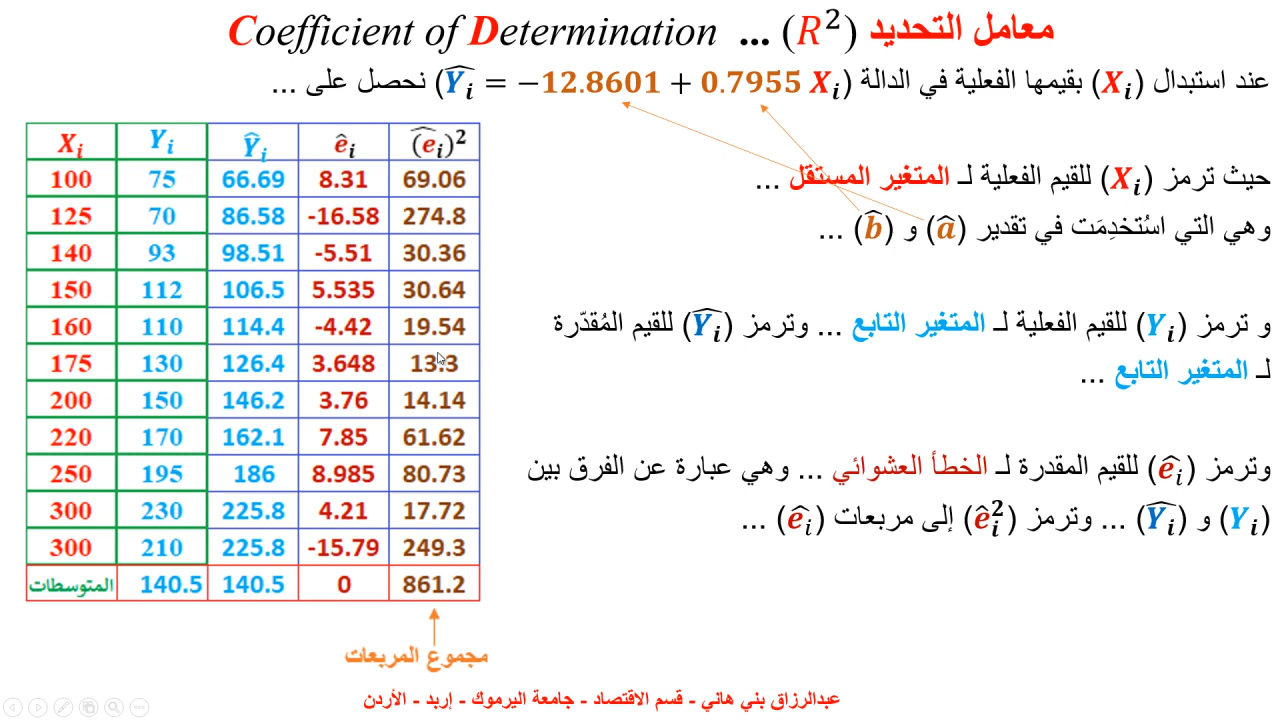 معامل التحديد (R²) ... Coefficient of Determination
عند استبدال (Xᵢ) بقيمها الفعلية في الدالة (Ŷᵢ = −12.8601 + 0.7955 Xᵢ) نحصل على ...
حيث ترمز (Xᵢ) للقيم الفعلية لـ المتغير المستقل ...
وهي التي استُخدِمَت في تقدير (â) و (b̂) ...
و ترمز (Yᵢ) للقيم الفعلية لـ المتغير التابع ... وترمز (Ŷᵢ) للقيم المُقدّرة
لـ المتغير التابع ...
وترمز (êᵢ) للقيم المقدرة لـ الخطأ العشوائي ... وهي عبارة عن الفرق بين
(Yᵢ) و (Ŷᵢ) ... وترمز (êᵢ²) إلى مربعات (êᵢ) ...
Xᵢ Yᵢ Ŷᵢ êᵢ (êᵢ)²
100 75 66.69 8.31 69.06
125 70 86.58 -16.58 274.8
140 93 98.51 -5.51 30.36
150 112 106.5 5.535 30.64
160 110 114.4 -4.42 19.54
175 130 126.4 3.648 13.3
200 150 146.2 3.76 14.14
220 170 162.1 7.85 61.62
250 195 186 8.985 80.73
300 230 225.8 4.21 17.72
300 210 225.8 -15.79 249.3
المتوسطات 140.5 140.5 0 861.2
مجموع المربعات
عبدالرزاق بني هاني - قسم الاقتصاد - جامعة اليرموك - إربد - الأردن